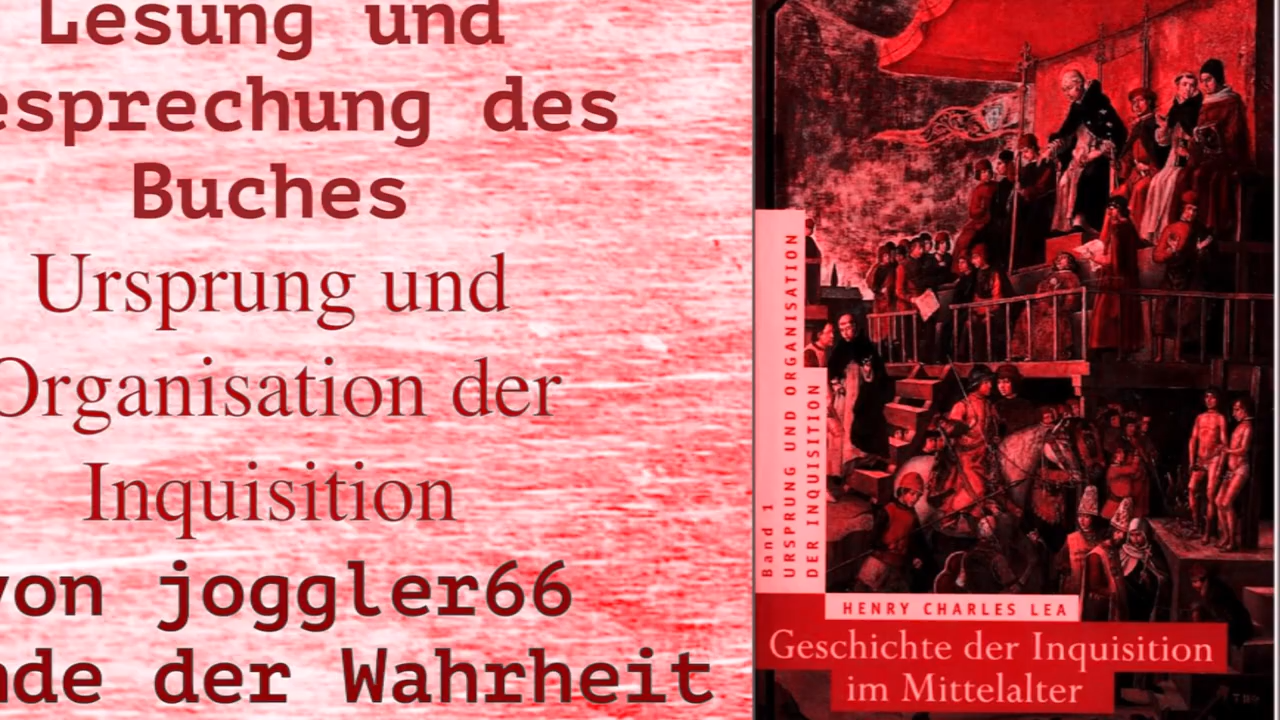 Lesung und
esprechung des
Buches
Ursprung und
Organisation der
Inquisition
von joggler66
nde der Wahrheit
Band 1
URSPRUNG UND ORGANISATION
DER INQUISITION
HENRY CHARLES LEA
Geschichte der Inquisition
im Mittelalter